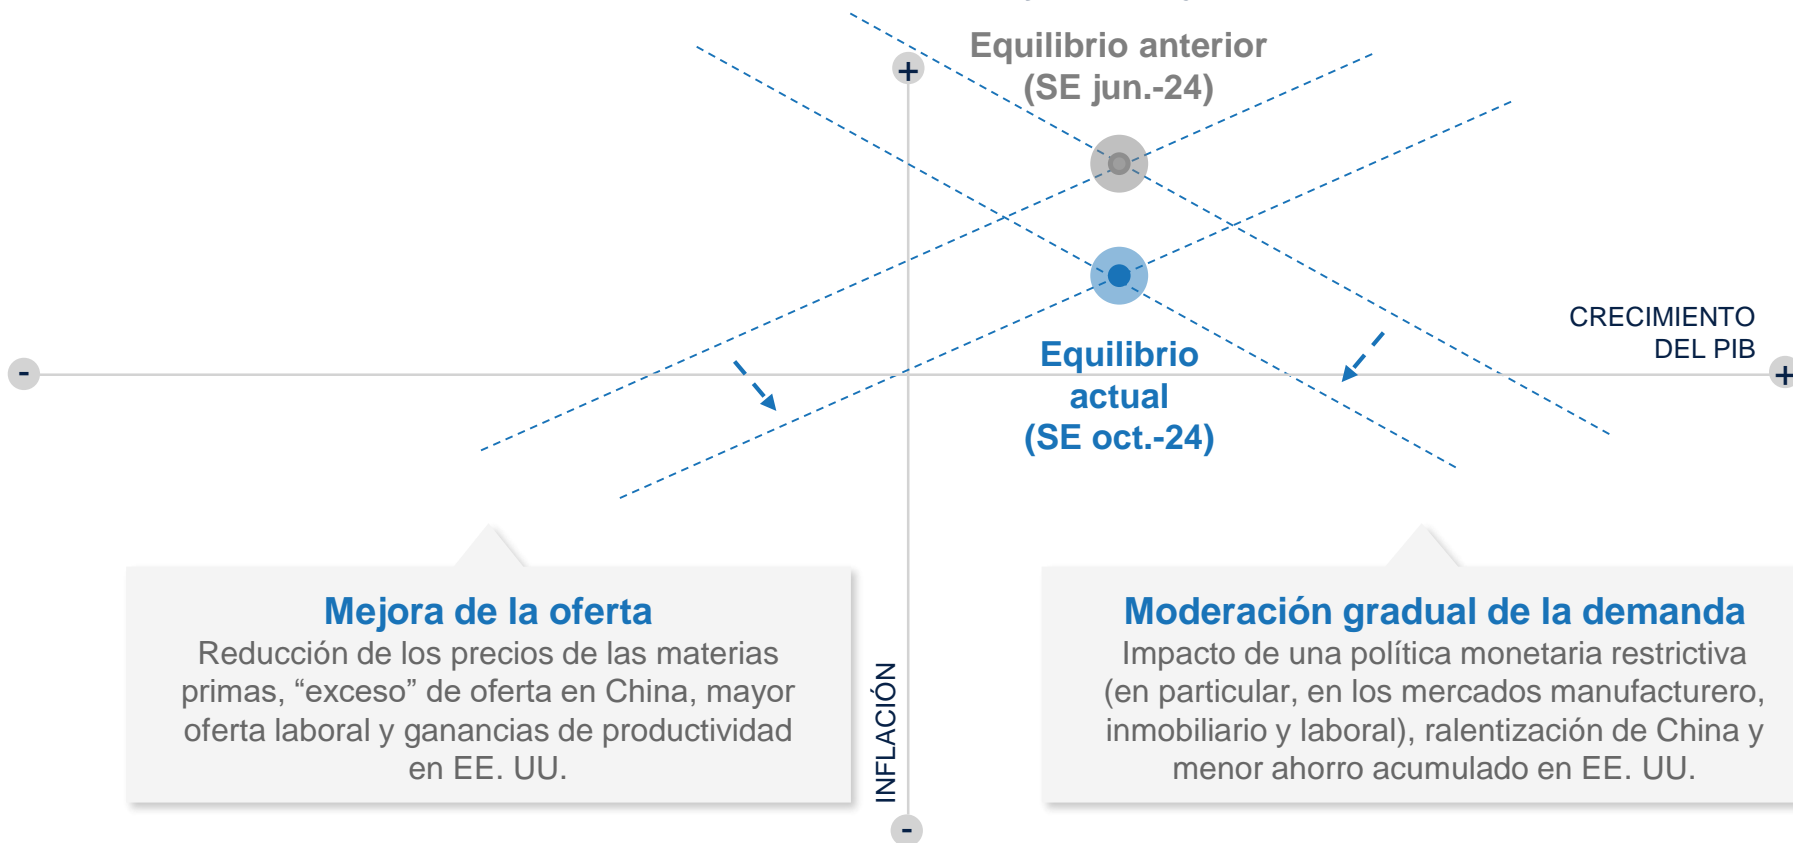 Equilibrio anterior
(SE jun.-24)
+
CRECIMIENTO
DEL PIB
-
+
Equilibrio
actual
(SE oct.-24)
Mejora de la oferta
Reducción de los precios de las materias
primas, “exceso” de oferta en China, mayor
oferta laboral y ganancias de productividad
en EE. UU.
INFLACIÓN
Moderación gradual de la demanda
Impacto de una política monetaria restrictiva
(en particular, en los mercados manufacturero,
inmobiliario y laboral), ralentización de China y
menor ahorro acumulado en EE. UU.
-